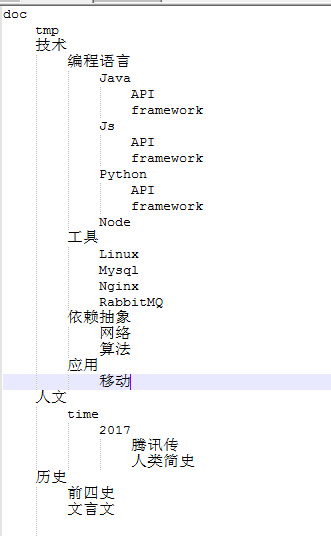 doc
tmp
技术
编程语言
Java
API
framework
Js
API
framework
Python
API
framework
Node
工具
Linux
Mysql
Nginx
RabbitMQ
依赖抽象
网络
算法
应用
移动
人文
time
2017
腾讯传
人类简史
历史
前四史
文言文